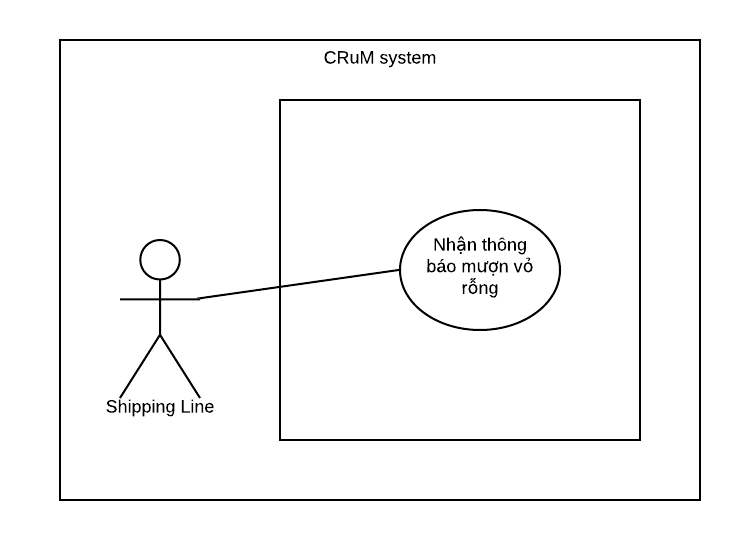 CRuM system
Nhận thông
báo mượn vỏ
rỗng
Shipping Line